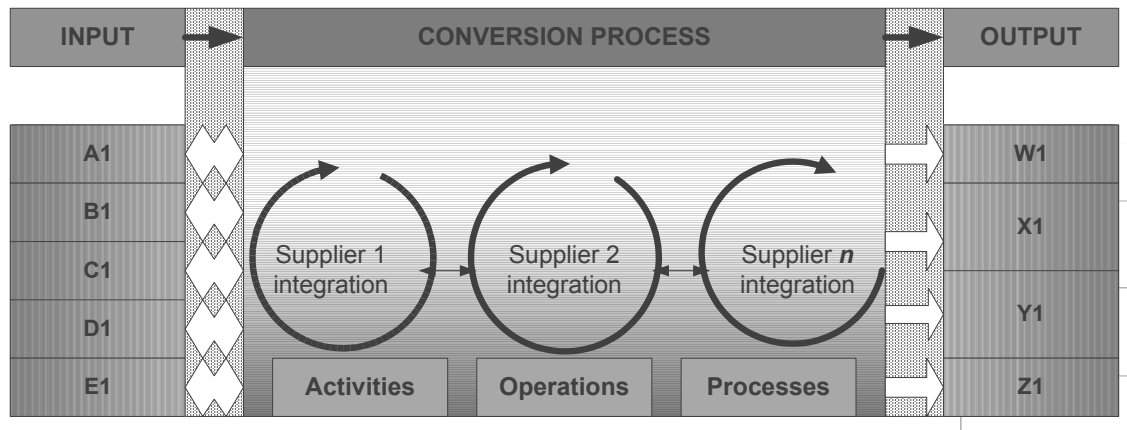 INPUT
CONVERSION PROCESS
OUTPUT
A1
B1
C1
D1
E1
Supplier 1
integration
Supplier 2
integration
Supplier n
integration
Activities
Operations
Processes
W1
X1
Y1
Z1